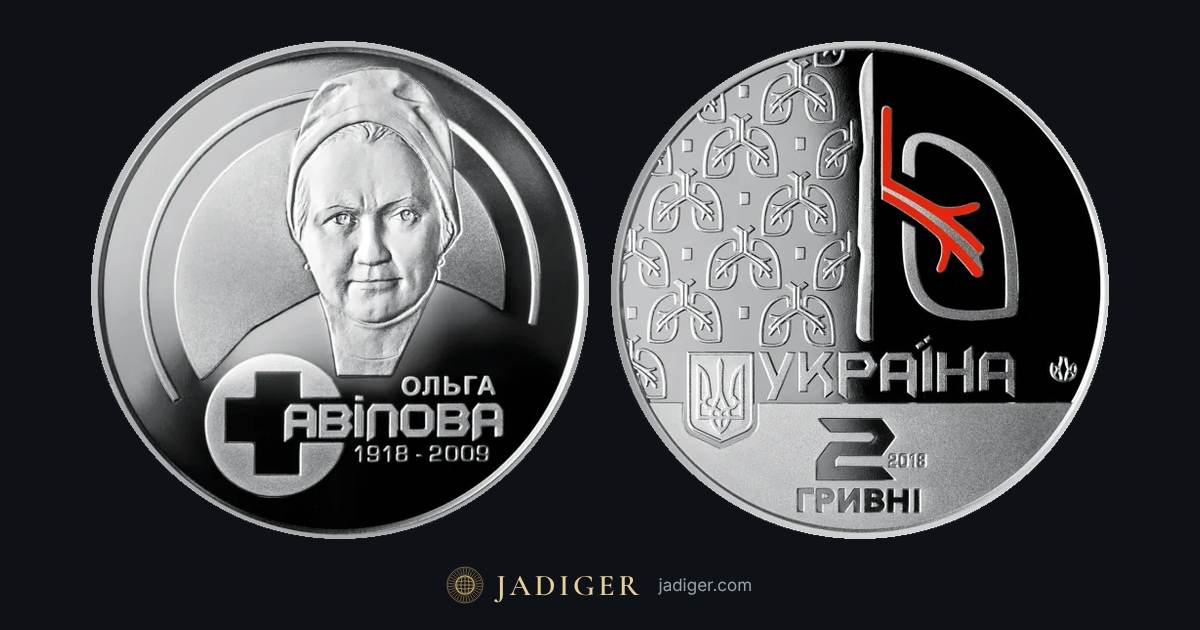 ОЛЬГА
АВіЛОВА
1918 - 2009
УКРАЇНА
2
2018
ГРИВНІ
JADIGER
jadiger.com